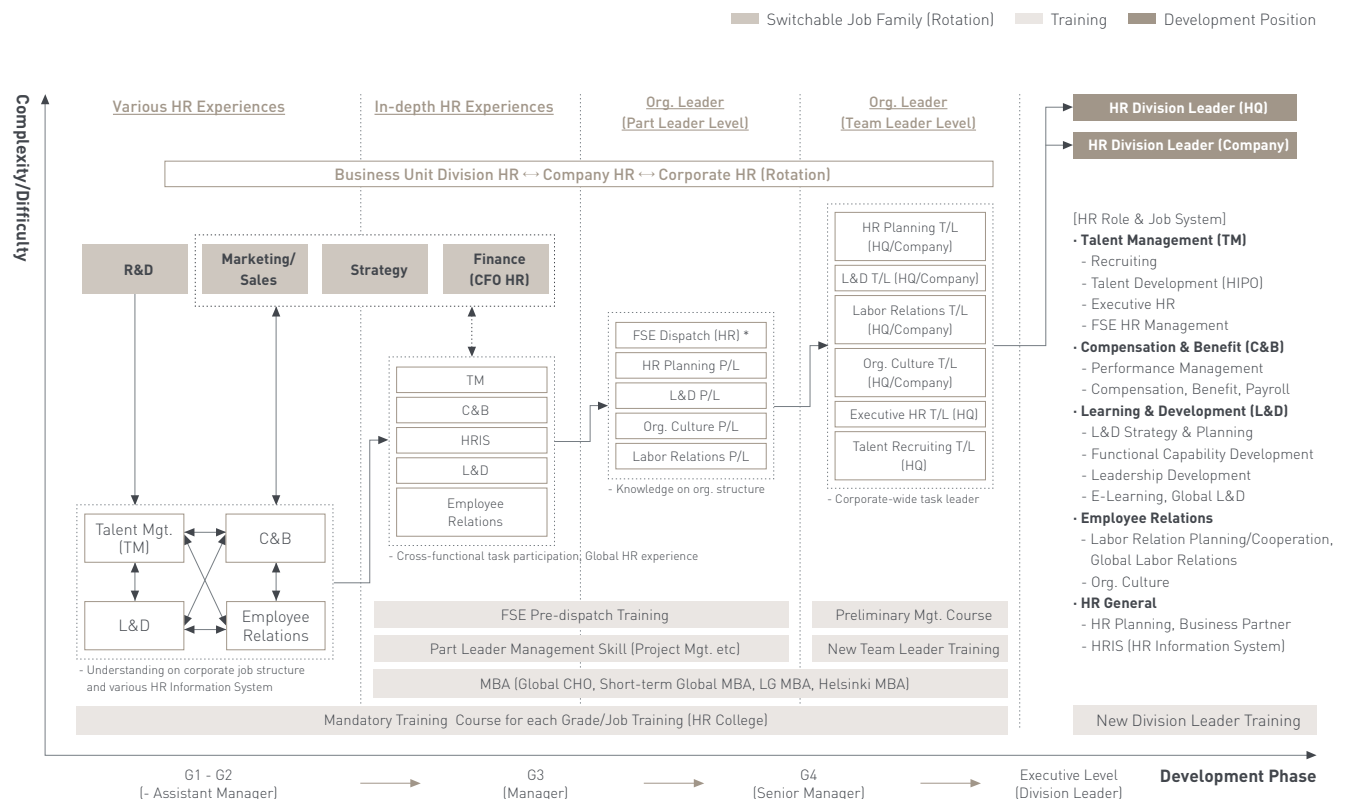 Switchable Job Family (Rotation)
Training
Development Position
Complexity/Difficulty
Various HR Experiences
In-depth HR Experiences
Org. Leader
(Part Leader Level)
Org. Leader
(Team Leader Level)
HR Division Leader (HQ)
HR Division Leader (Company)
Business Unit Division HR ↔ Company HR ↔ Corporate HR (Rotation)
R&D
Marketing/
Sales
Strategy
Finance
(CFO HR)
Talent Mgt.
(TM)
C&B
L&D
Employee
Relations
- Understanding on corporate job structure
and various HR Information System
TM
C&B
HRIS
L&D
Employee
Relations
- Cross-functional task participation, Global HR experience
FSE Dispatch (HR) *
HR Planning P/L
L&D P/L
Org. Culture P/L
Labor Relations P/L
- Knowledge on org. structure
HR Planning T/L
(HQ/Company)
L&D T/L (HQ/Company)
Labor Relations T/L
(HQ/Company)
Org. Culture T/L
(HQ/Company)
Executive HR T/L (HQ)
Talent Recruiting T/L
(HQ)
- Corporate-wide task leader
[HR Role & Job System]
· Talent Management (TM)
- Recruiting
- Talent Development (HIPO)
- Executive HR
- FSE HR Management
· Compensation & Benefit (C&B)
- Performance Management
- Compensation, Benefit, Payroll
· Learning & Development (L&D)
- L&D Strategy & Planning
- Functional Capability Development
- Leadership Development
- E-Learning, Global L&D
· Employee Relations
- Labor Relation Planning/Cooperation,
Global Labor Relations
- Org. Culture
· HR General
- HR Planning, Business Partner
- HRIS (HR Information System)
FSE Pre-dispatch Training
Preliminary Mgt. Course
Part Leader Management Skill (Project Mgt. etc)
New Team Leader Training
MBA (Global CHO, Short-term Global MBA, LG MBA, Helsinki MBA)
Mandatory Training Course for each Grade/Job Training (HR College)
New Division Leader Training
G1 - G2
(- Assistant Manager)
G3
(Manager)
G4
(Senior Manager)
Executive Level
(Division Leader)
Development Phase